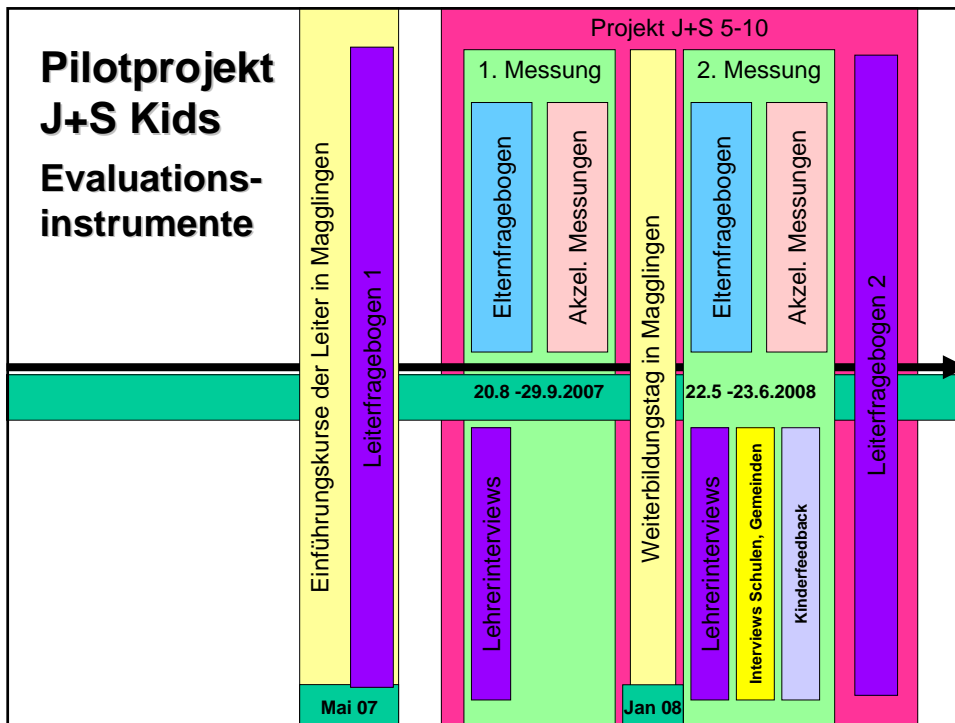 Pilotprojekt
J+S Kids
Evaluations-
instrumente
Einführungskurse der Leiter in Magglingen
Leiterfragebogen 1
Mai 07
Projekt J+S 5-10
1. Messung
Elternfragebogen
Akzel. Messungen
20.8 -29.9.2007
Lehrerinterviews
Weiterbildungstag in Magglingen
Jan 08
2. Messung
Elternfragebogen
Akzel. Messungen
22.5 -23.6.2008
Lehrerinterviews
Interviews Schulen, Gemeinden
Kinderfeedback
Leiterfragebogen 2